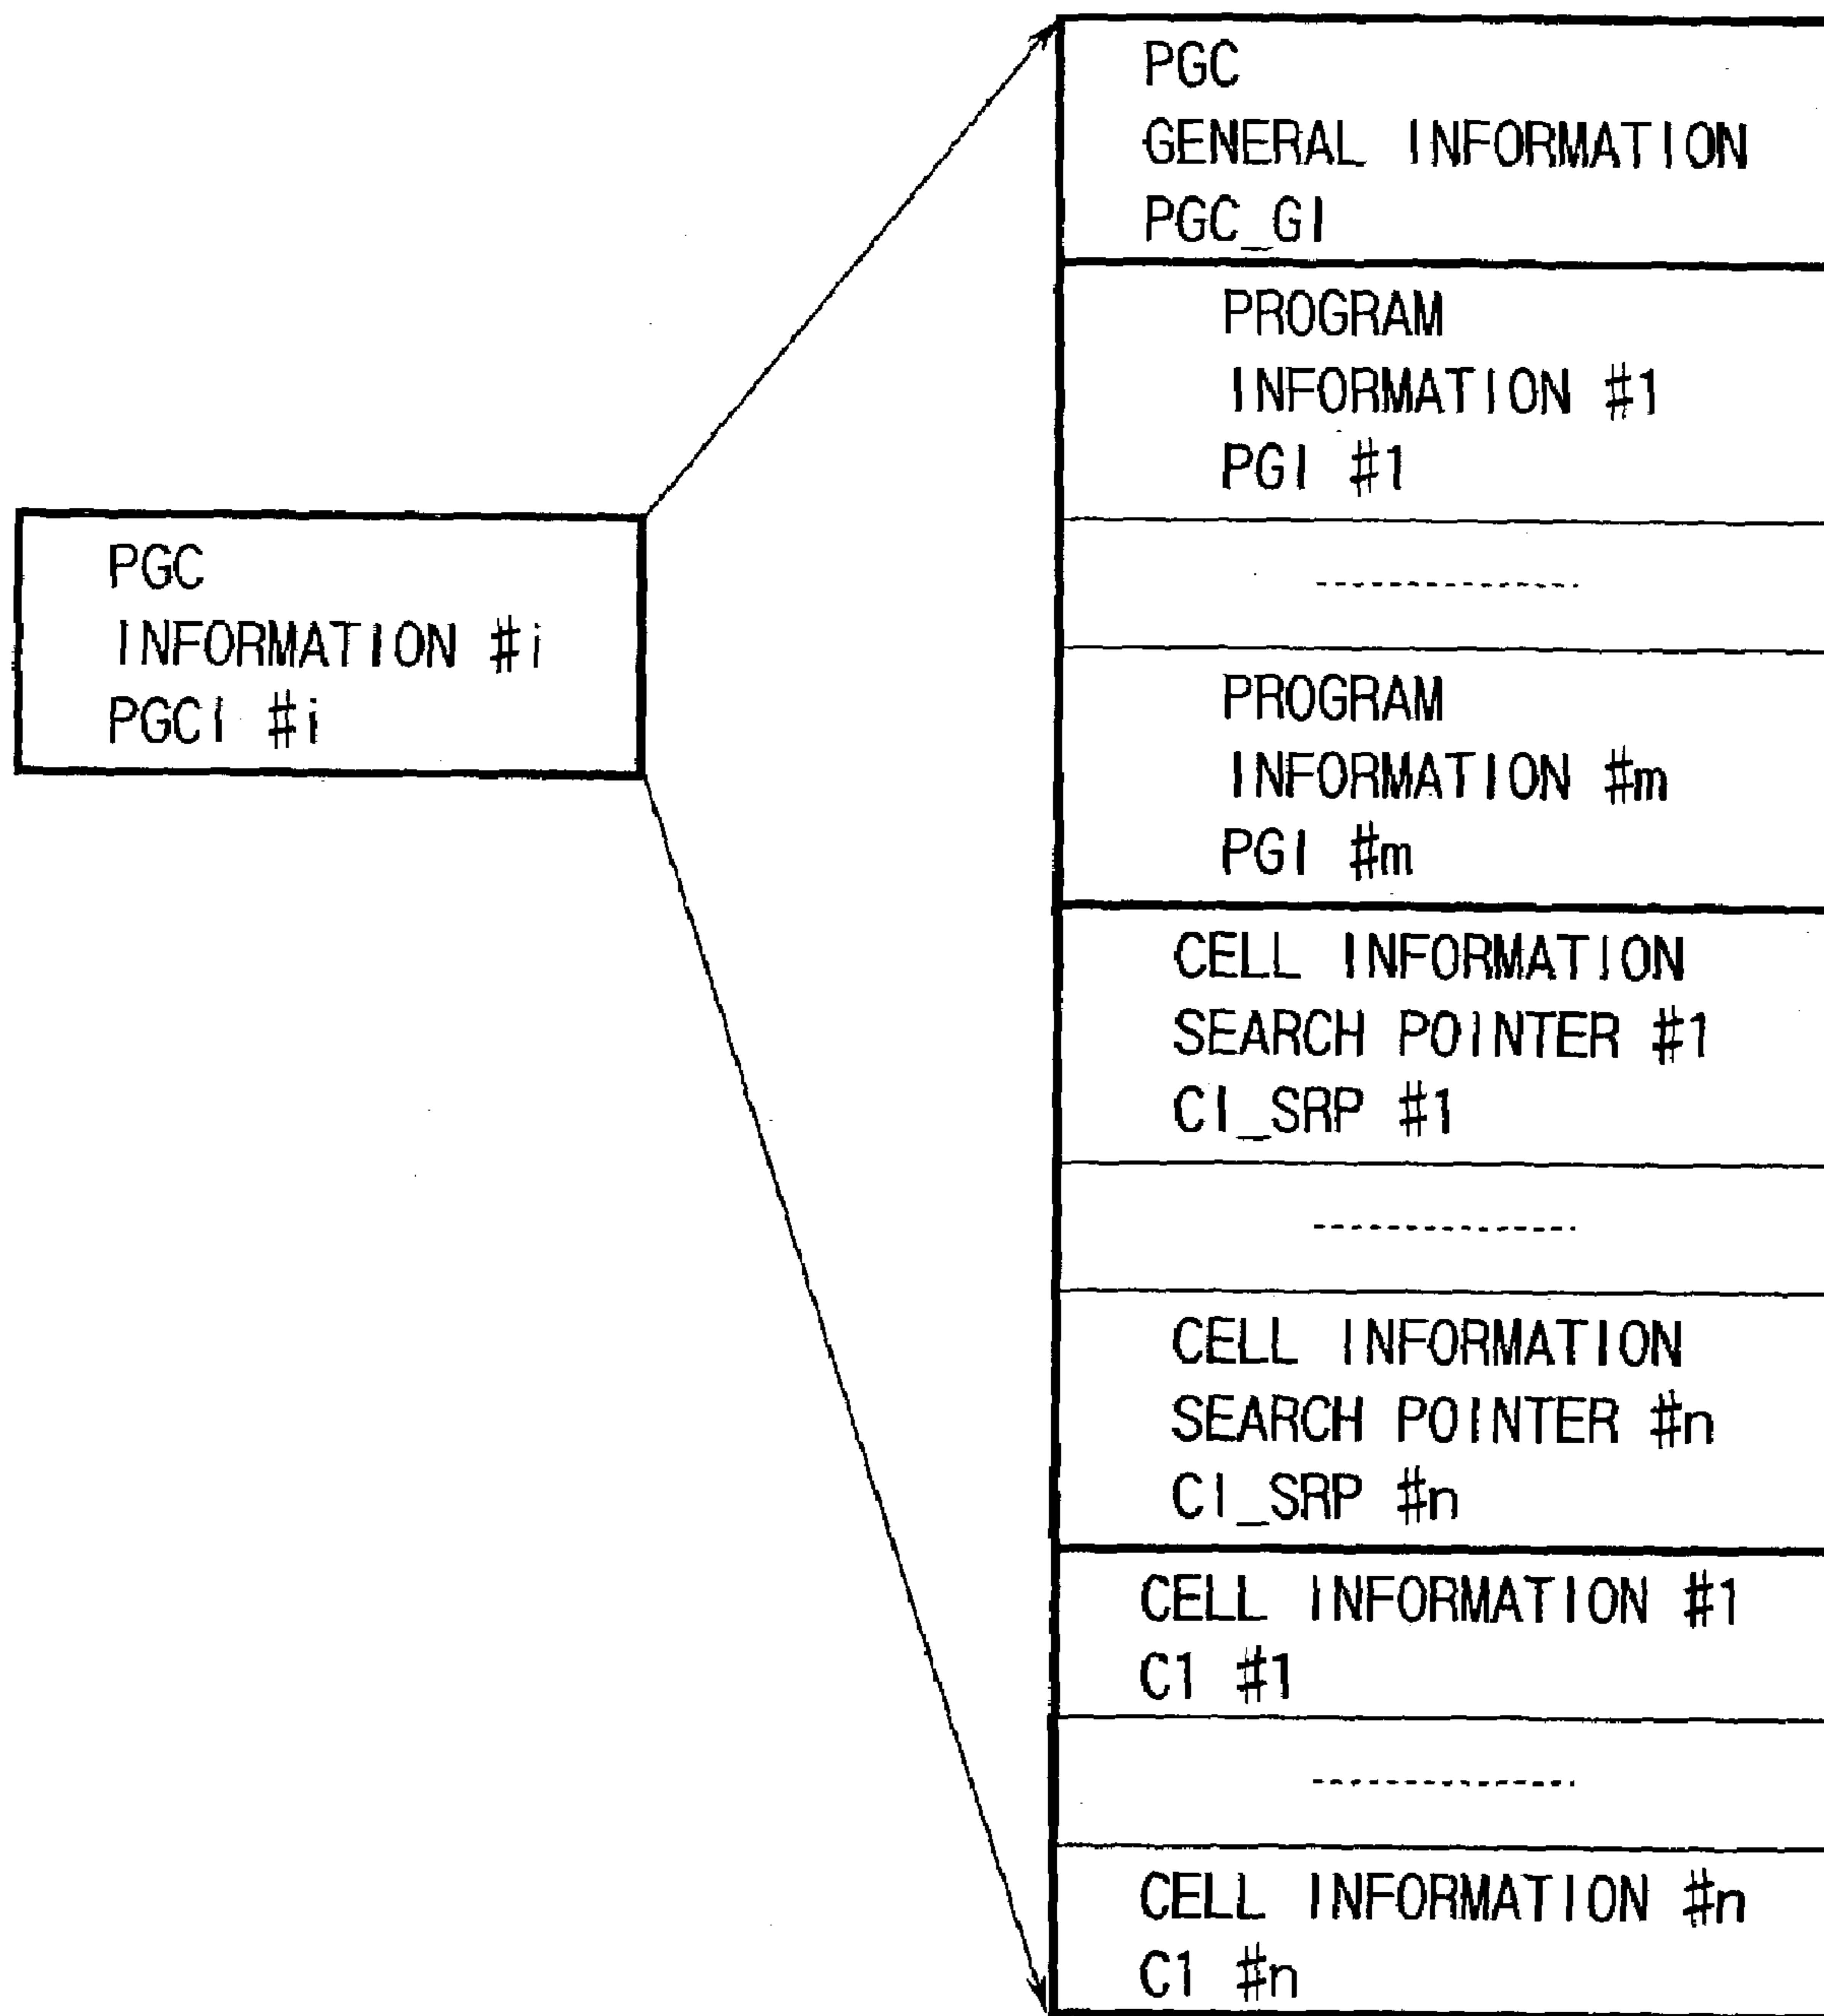 PGC
INFORMATION #i
PGCI #i
PGC
GENERAL INFORMATION
PGC_GI
PROGRAM
INFORMATION #1
PGI #1
PROGRAM
INFORMATION #m
PGI #m
CELL INFORMATION
SEARCH POINTER #1
CI_SRP #1
CELL INFORMATION
SEARCH POINTER #n
CI_SRP #n
CELL INFORMATION #1
C1 #1
CELL INFORMATION #n
C1 #n